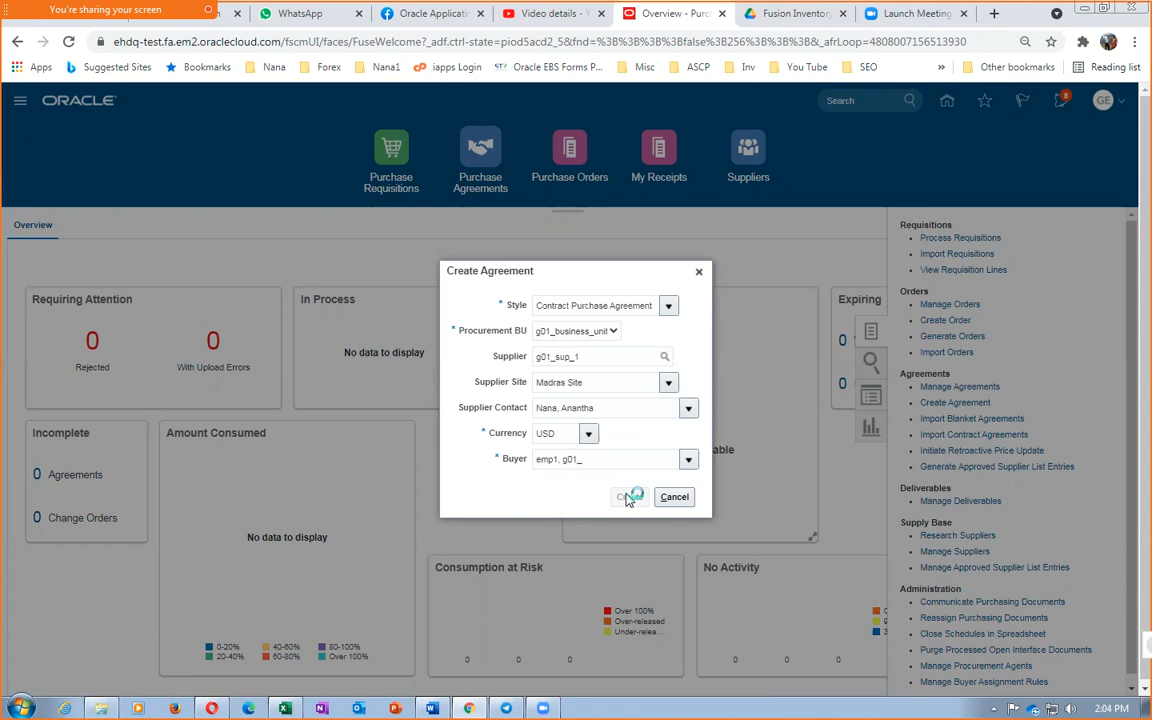 You're sharing your screen
WhatsApp
Oracle Application
Video details - Y
Overview - Purc
Fusion Inventory
Launch Meeting
ehdq-test.fa.em2.oraclecloud.com/fscmUI/faces/FuseWelcome?_adf.ctrl-state=piod5acd2_5&fnd=%3B%3B%3B%3Bfalse%3B256%3B%3B%3B&_afrLoop=4808007156513930
Apps
Suggested Sites
Bookmarks
Nana
Forex
Nana1
iapps Login
Oracle EBS Forms P...
Misc
ASCP
Inv
You Tube
SEO
»
Other bookmarks
Reading list
ORACLE
Search
8
GE
Purchase
Requisitions
Purchase
Agreements
Purchase Orders
My Receipts
Suppliers
Overview
Requiring Attention
0
Rejected
0
With Upload Errors
In Process
No data to display
Expiring
0
0
Incomplete
0 Agreements
0 Change Orders
Amount Consumed
No data to display
0-20%
40-60%
80-100%
20-40%
60-80%
Over 100%
Consumption at Risk
Over 100%
Over-released
Under-relea...
0 0 0
No Activity
0 0
Create Agreement
* Style Contract Purchase Agreement
* Procurement BU g01_business_unit
Supplier g01_sup_1
Supplier Site Madras Site
Supplier Contact Nana, Anantha
* Currency USD
* Buyer emp1, g01_
Cancel
Requisitions
Process Requisitions
Import Requisitions
View Requisition Lines
Orders
Manage Orders
Create Order
Generate Orders
Import Orders
Agreements
Manage Agreements
Create Agreement
Import Blanket Agreements
Import Contract Agreements
Initiate Retroactive Price Update
Generate Approved Supplier List Entries
Deliverables
Manage Deliverables
Supply Base
Research Suppliers
Manage Suppliers
Manage Approved Supplier List Entries
Administration
Communicate Purchasing Documents
Reassign Purchasing Documents
Close Schedules in Spreadsheet
Purge Processed Open Interface Documents
Manage Procurement Agents
Manage Buyer Assignment Rules
2:04 PM